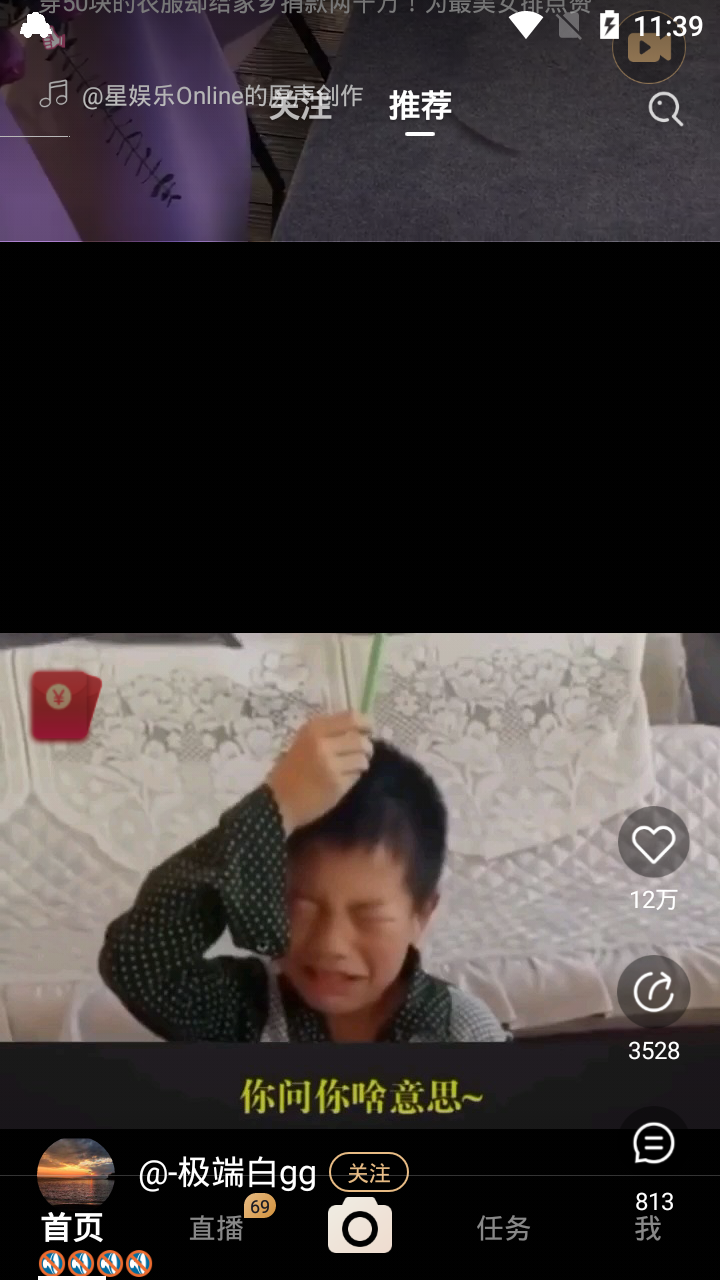 穿50块的衣服却给家乡捐款两千万！为最美女排点赞
11:39
@星娱乐Online的原声创作
关注
推荐
¥
12万
3528
你问你啥意思~
813
@-极端白gg
关注
首页
直播
69
任务
我